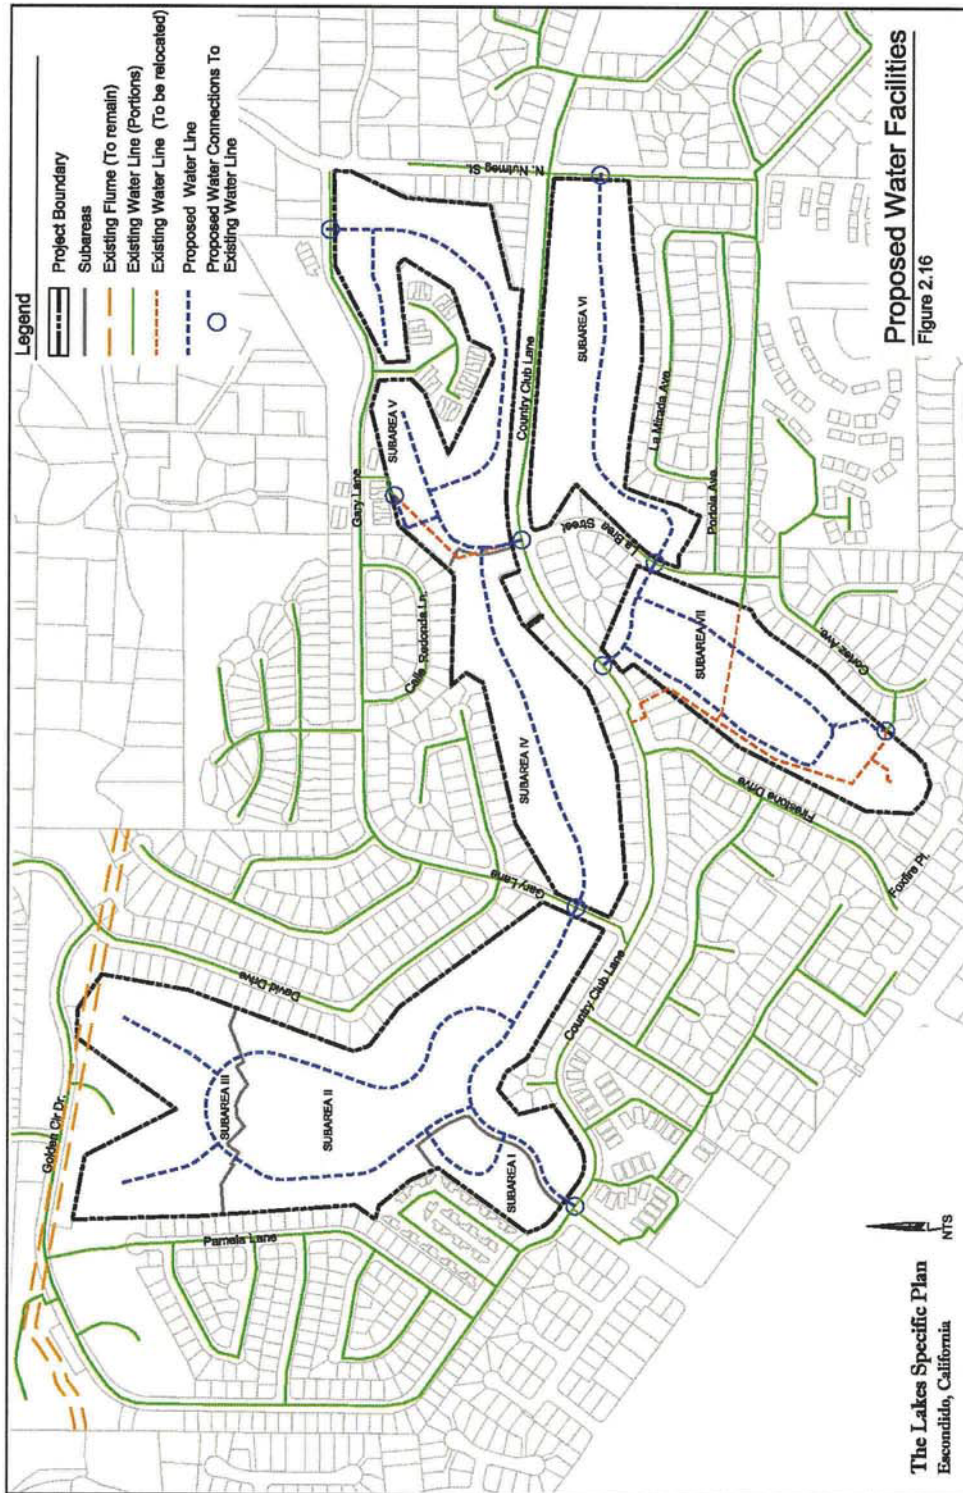 Legend
Project Boundary
Subareas
Existing Flume (To remain)
Existing Water Line (Portions)
Existing Water Line (To be relocated)
Proposed Water Line
Proposed Water Connections To
Existing Water Line
N. Nutmeg St.
Gary Lane
SUBAREA V
Country Club Lane
SUBAREA VI
La Mirada Ave.
La Brea Street
Podole Ave.
Calle Redonda Ln.
SUBAREA IV
SUBAREA VII
Cortez Ave.
Firestone Drive
Foxfire Pl.
Gary Lane
Country Club Lane
David Drive
Golden Cir Dr.
SUBAREA III
SUBAREA II
SUBAREA I
Pamela Lane
NTS
Proposed Water Facilities
Figure 2.16
The Lakes Specific Plan
Escondido, California